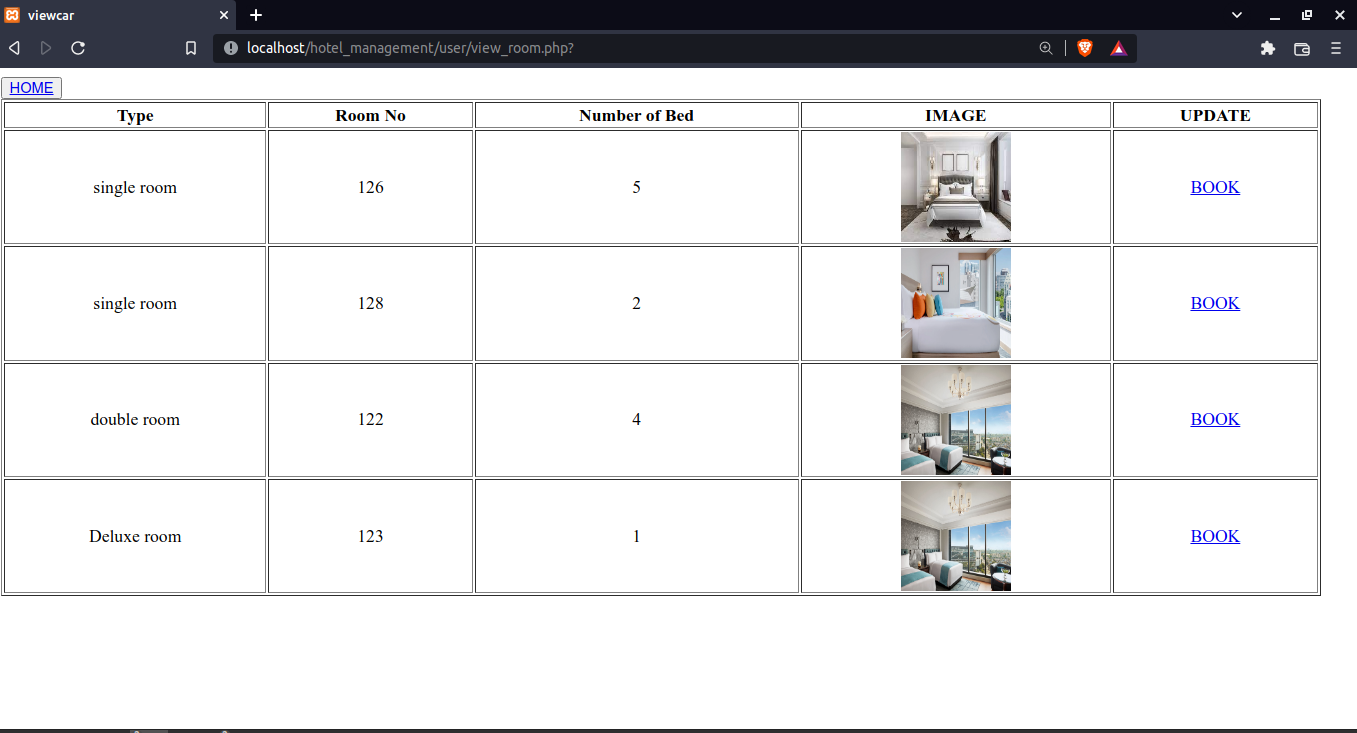 viewcar
localhost/hotel_management/user/view_room.php?
HOME
Type Room No Number of Bed IMAGE UPDATE
single room 126 5 BOOK
single room 128 2 BOOK
double room 122 4 BOOK
Deluxe room 123 1 BOOK